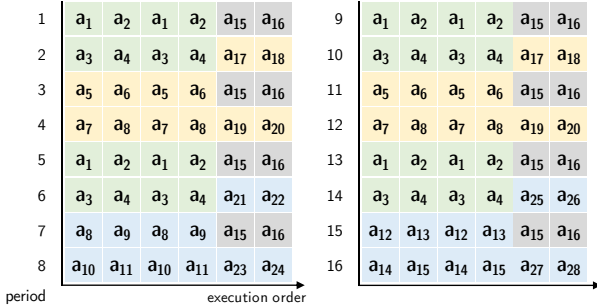 1 a1 a2 a1 a2 a15 a16 9 a1 a2 a1 a2 a15 a16
2 a3 a4 a3 a4 a17 a18 10 a3 a4 a3 a4 a17 a18
3 a5 a6 a5 a6 a15 a16 11 a5 a6 a5 a6 a15 a16
4 a7 a8 a7 a8 a19 a20 12 a7 a8 a7 a8 a19 a20
5 a1 a2 a1 a2 a15 a16 13 a1 a2 a1 a2 a15 a16
6 a3 a4 a3 a4 a21 a22 14 a3 a4 a3 a4 a25 a26
7 a8 a9 a8 a9 a15 a16 15 a12 a13 a12 a13 a15 a16
8 a10 a11 a10 a11 a23 a24 16 a14 a15 a14 a15 a27 a28
period execution order